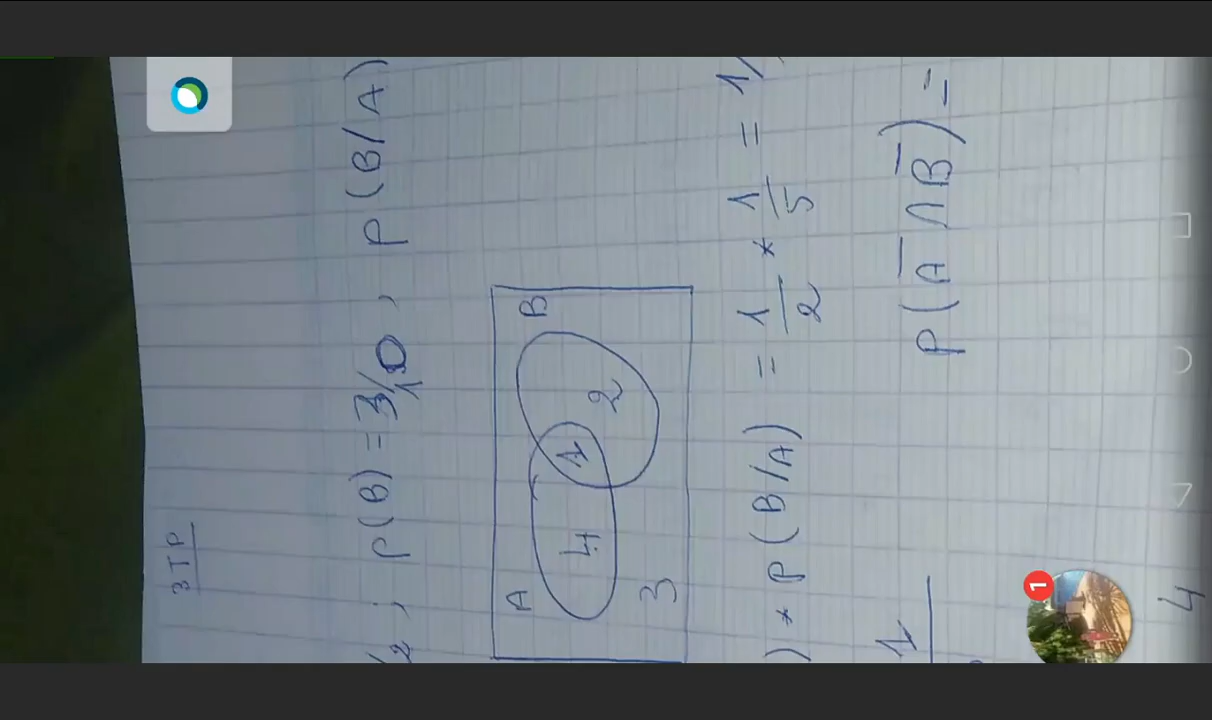 3TP
/2 ; P(B) = 3/10 , P(B/A)
A B
4 1 2
3
) * P(B/A) = 1/2 * 1/5 = 1/
1 P(A̅ ∩ B̅) =
4
1